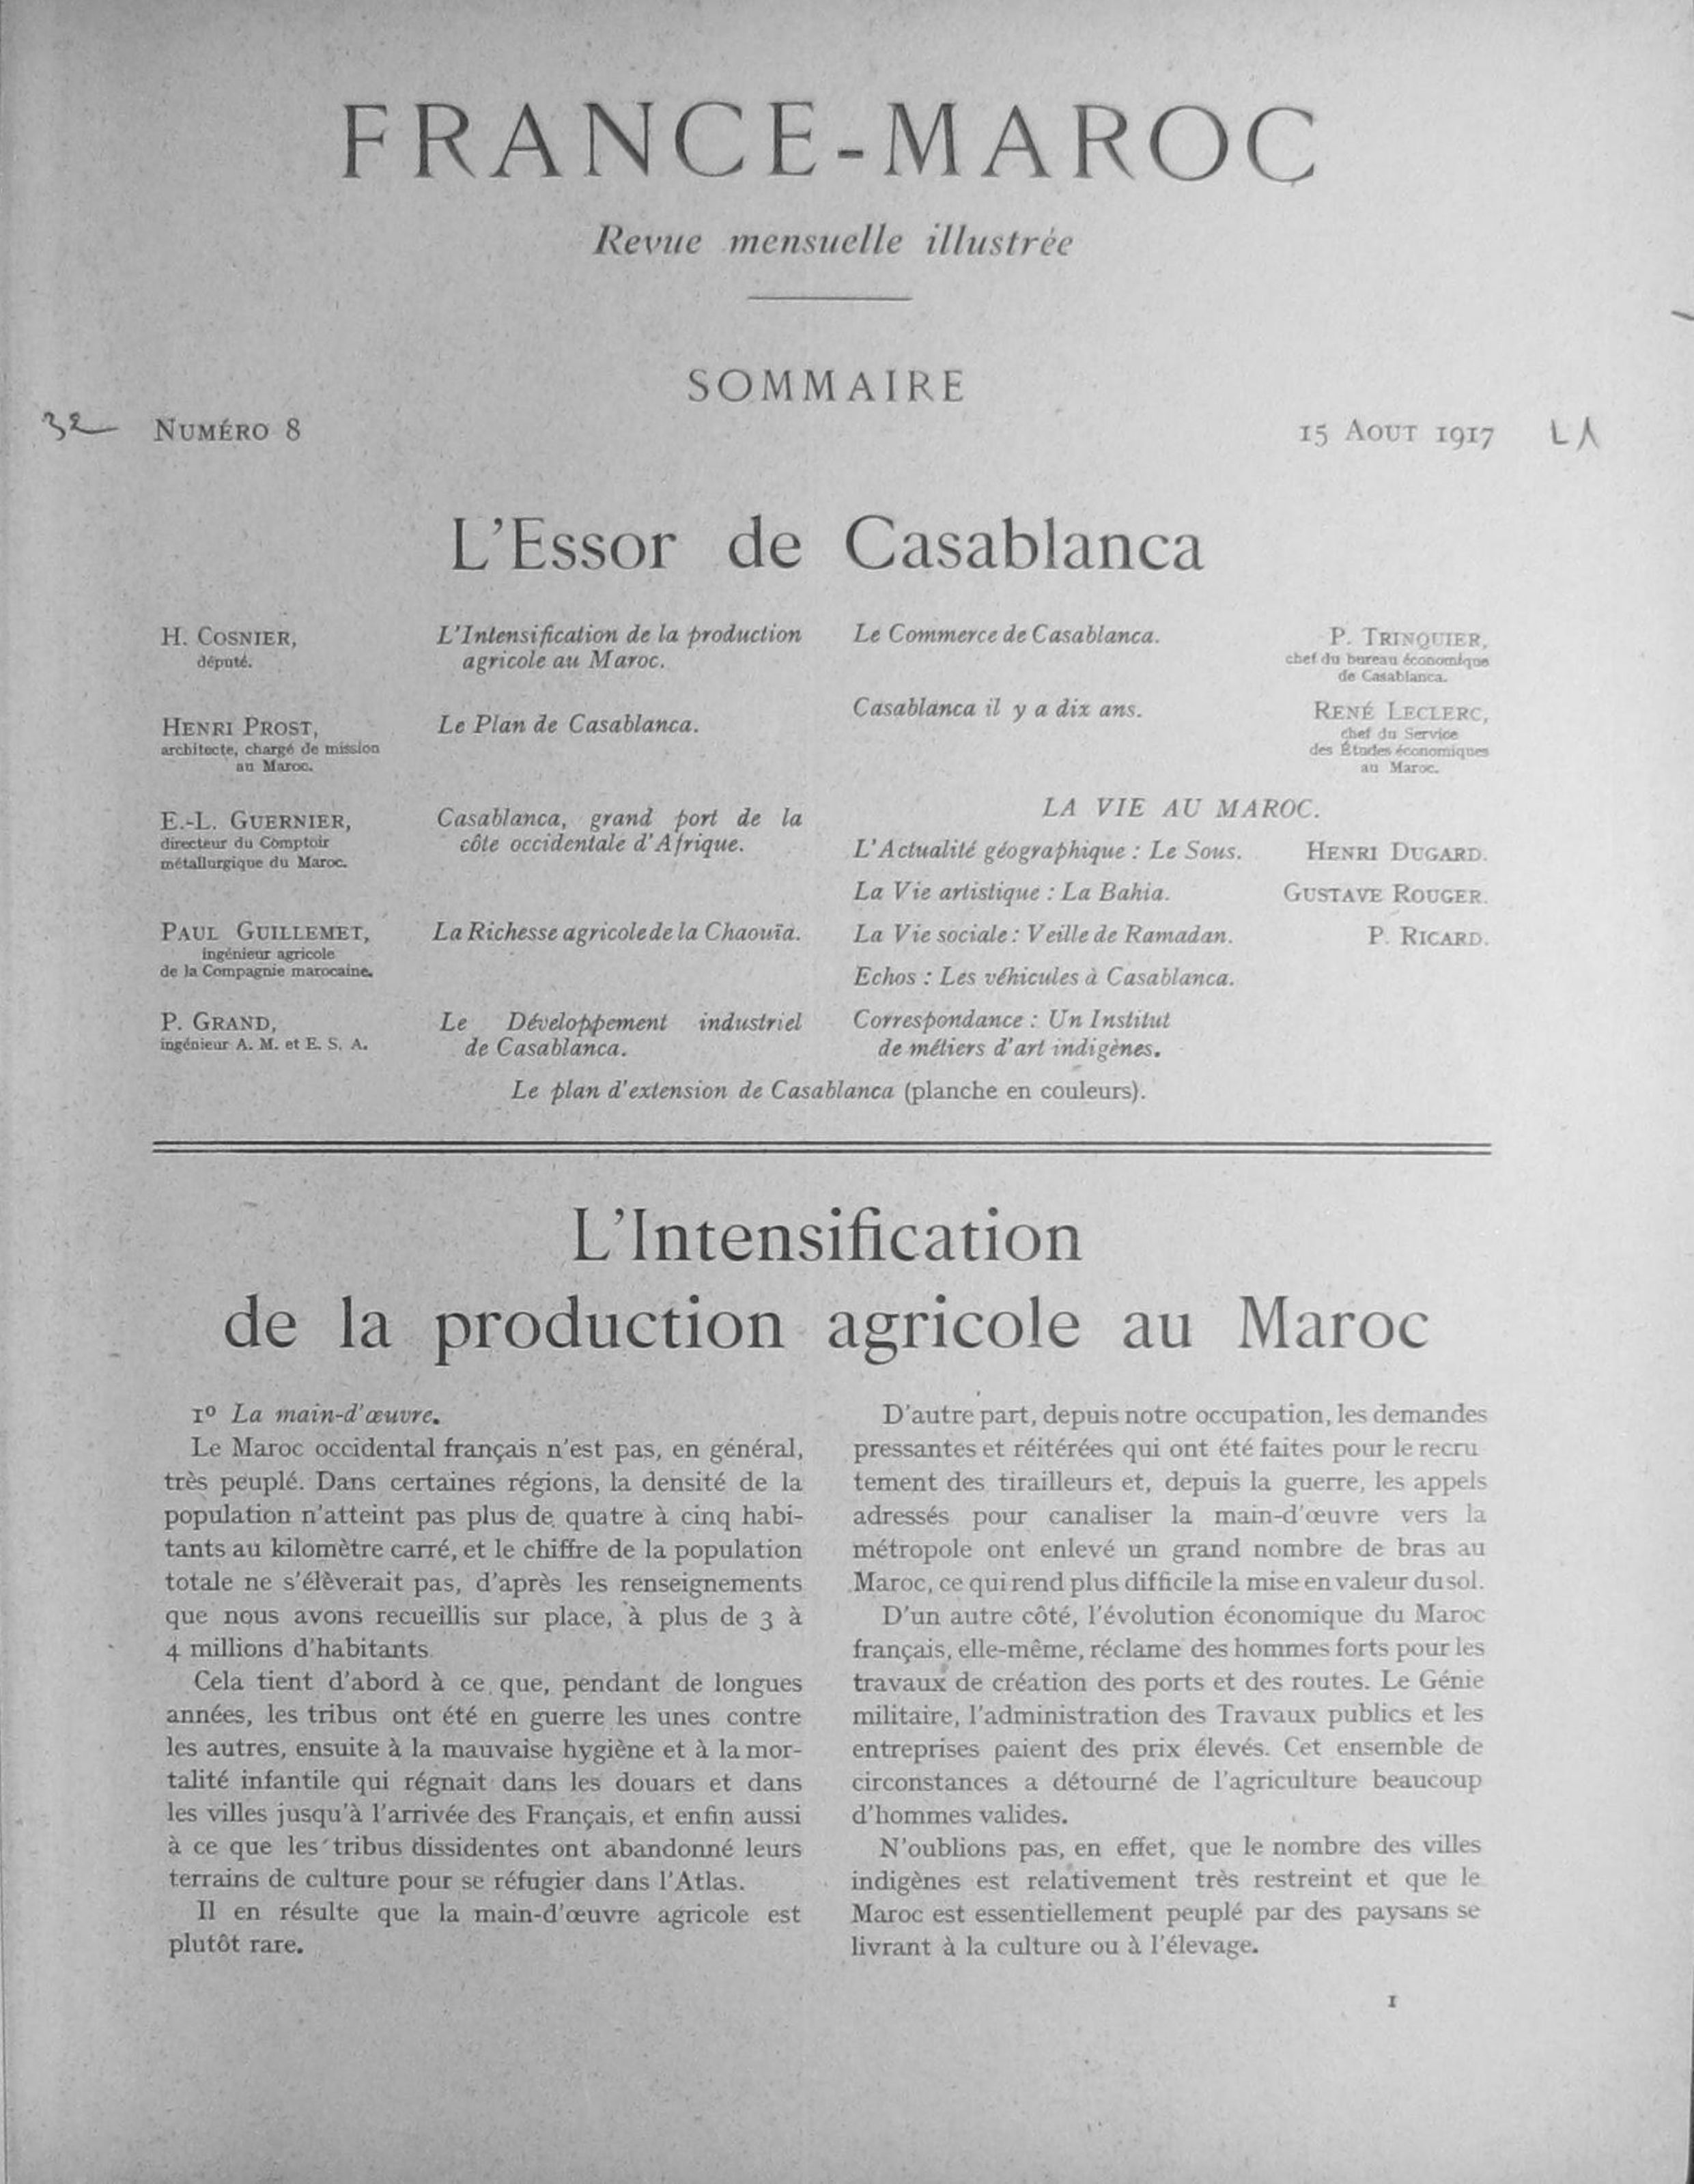 FRANCE-MAROC
Revue mensuelle illustrée
SOMMAIRE
32
NUMÉRO 8
15 AOUT 1917
L'Essor de Casablanca
H. COSNIER,
député.
L'Intensification de la production
agricole au Maroc.
HENRI PROST,
architecte, chargé de mission
au Maroc.
Le Plan de Casablanca.
E.-L. GUERNIER,
directeur du Comptoir
métallurgique du Maroc.
Casablanca, grand port de la
côte occidentale d'Afrique.
PAUL GUILLEMET,
ingénieur agricole
de la Compagnie marocaine.
La Richesse agricole de la Chaouïa.
P. GRAND,
ingénieur A. M. et E. S. A.
Le Développement industriel
de Casablanca.
Le Commerce de Casablanca.
P. TRINQUIER,
chef du bureau économique
de Casablanca.
Casablanca il y a dix ans.
RENÉ LECLERC,
chef du Service
des Études économiques
au Maroc.
LA VIE AU MAROC.
L'Actualité géographique : Le Sous.
HENRI DUGARD.
La Vie artistique : La Bahia.
GUSTAVE ROUGER.
La Vie sociale : Veille de Ramadan.
P. RICARD.
Echos : Les véhicules à Casablanca.
Correspondance : Un Institut
de métiers d'art indigènes.
Le plan d'extension de Casablanca (planche en couleurs).
L'Intensification
de la production agricole au Maroc
1º La main-d'œuvre.
Le Maroc occidental français n'est pas, en général,
très peuplé. Dans certaines régions, la densité de la
population n'atteint pas plus de quatre à cinq habi-
tants au kilomètre carré, et le chiffre de la population
totale ne s'élèverait pas, d'après les renseignements
que nous avons recueillis sur place, à plus de 3 à
4 millions d'habitants
Cela tient d'abord à ce que, pendant de longues
années, les tribus ont été en guerre les unes contre
les autres, ensuite à la mauvaise hygiène et à la mor-
talité infantile qui régnait dans les douars et dans
les villes jusqu'à l'arrivée des Français, et enfin aussi
à ce que les tribus dissidentes ont abandonné leurs
terrains de culture pour se réfugier dans l'Atlas.
Il en résulte que la main-d'œuvre agricole est
plutôt rare.
D'autre part, depuis notre occupation, les demandes
pressantes et réitérées qui ont été faites pour le recru
tement des tirailleurs et, depuis la guerre, les appels
adressés pour canaliser la main-d'œuvre vers la
métropole ont enlevé un grand nombre de bras au
Maroc, ce qui rend plus difficile la mise en valeur du sol.
D'un autre côté, l'évolution économique du Maroc
français, elle-même, réclame des hommes forts pour les
travaux de création des ports et des routes. Le Génie
militaire, l'administration des Travaux publics et les
entreprises paient des prix élevés. Cet ensemble de
circonstances a détourné de l'agriculture beaucoup
d'hommes valides.
N'oublions pas, en effet, que le nombre des villes
indigènes est relativement très restreint et que le
Maroc est essentiellement peuplé par des paysans se
livrant à la culture ou à l'élevage.
1